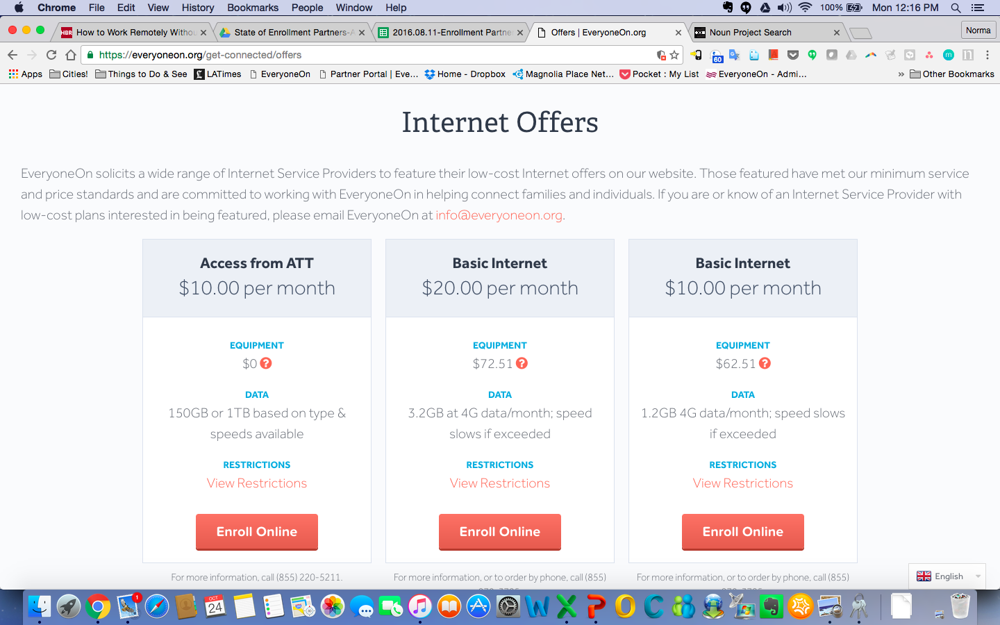 Chrome File Edit View History Bookmarks People Window Help 100% Mon 12:16 PM
HBR How to Work Remotely Withou State of Enrollment Partners-A 2016.08.11-Enrollment Partne Offers | EveryoneOn.org Noun Project Search Norma
https://everyoneon.org/get-connected/offers 60
Apps Cities! Things to Do & See LATimes EveryoneOn Partner Portal | Eve... Home - Dropbox Magnolia Place Net... Pocket : My List EveryoneOn - Admi... » Other Bookmarks
Internet Offers
EveryoneOn solicits a wide range of Internet Service Providers to feature their low-cost Internet offers on our website. Those featured have met our minimum service
and price standards and are committed to working with EveryoneOn in helping connect families and individuals. If you are or know of an Internet Service Provider with
low-cost plans interested in being featured, please email EveryoneOn at info@everyoneon.org.
Access from ATT
$10.00 per month
EQUIPMENT
$0 ?
DATA
150GB or 1TB based on type &
speeds available
RESTRICTIONS
View Restrictions
Enroll Online
For more information, call (855) 220-5211.
Basic Internet
$20.00 per month
EQUIPMENT
$72.51 ?
DATA
3.2GB at 4G data/month; speed
slows if exceeded
RESTRICTIONS
View Restrictions
Enroll Online
For more information, or to order by phone, call (855)
Basic Internet
$10.00 per month
EQUIPMENT
$62.51 ?
DATA
1.2GB 4G data/month; speed slows
if exceeded
RESTRICTIONS
View Restrictions
Enroll Online
For more information, or to order by phone, call (855)
English
1
OCT
24